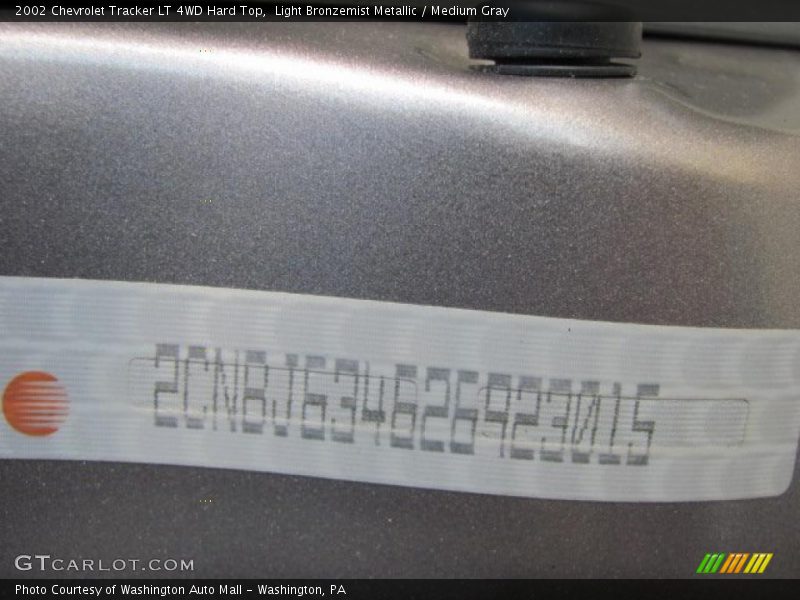 2002 Chevrolet Tracker LT 4WD Hard Top,  Light Bronzemist Metallic / Medium Gray
2CNBJ634626923015
GTCARLOT.COM
Photo Courtesy of Washington Auto Mall - Washington, PA